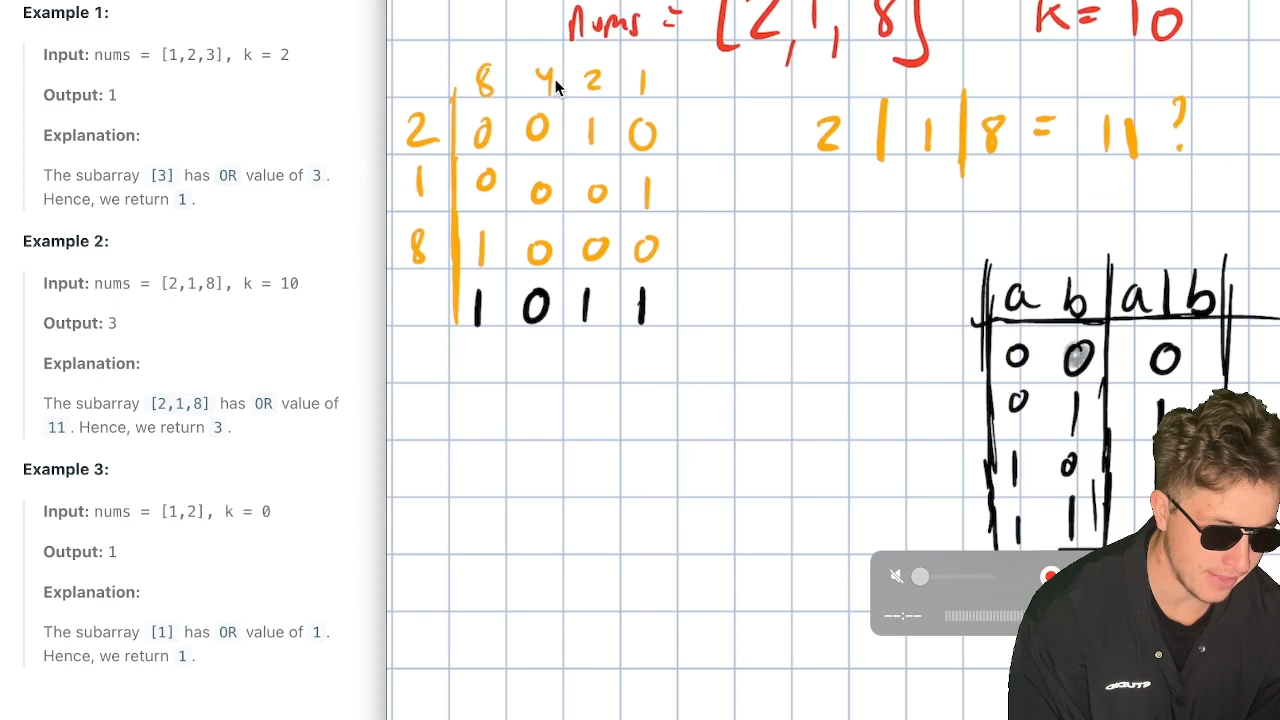 Example 1:
Input: nums = [1,2,3], k = 2
Output: 1
Explanation:
The subarray [3] has OR value of 3.
Hence, we return 1.
Example 2:
Input: nums = [2,1,8], k = 10
Output: 3
Explanation:
The subarray [2,1,8] has OR value of
11. Hence, we return 3.
Example 3:
Input: nums = [1,2], k = 0
Output: 1
Explanation:
The subarray [1] has OR value of 1.
Hence, we return 1.
nums = [2,1,8] k=10
8 4 2 1
2 | 0 0 1 0
1 | 0 0 0 1
8 | 1 0 0 0
1 0 1 1
2 | 1 | 8 = 11 ?
a b a|b
0 0 0
0 1 1
1 0
1 1
--:--